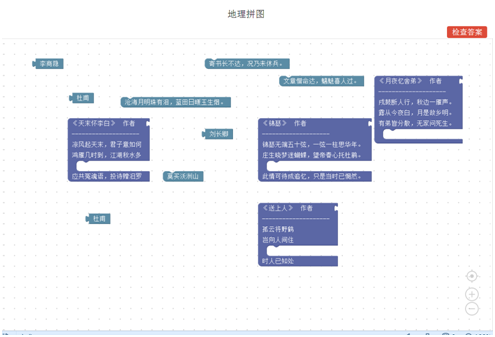 地理拼图
检查答案
李商隐
寄书长不达，况乃未休兵。
文章憎命达，魑魅喜人过。
杜甫
沧海月明珠有泪，蓝田日暖玉生烟。
<月夜忆舍弟> 作者
戍鼓断人行，秋边一雁声。
露从今夜白，月是故乡明。
有弟皆分散，无家问死生。
<天末怀李白> 作者
凉风起天末，君子意如何
鸿雁几时到，江湖秋水多
应共冤魂语，投诗赠汨罗
刘长卿
莫买沃洲山
<锦瑟> 作者
锦瑟无端五十弦，一弦一柱思华年。
庄生晓梦迷蝴蝶，望帝春心托杜鹃。
此情可待成追忆，只是当时已惘然。
杜甫
<送上人> 作者
孤云将野鹤
岂向人间住
时人已知处